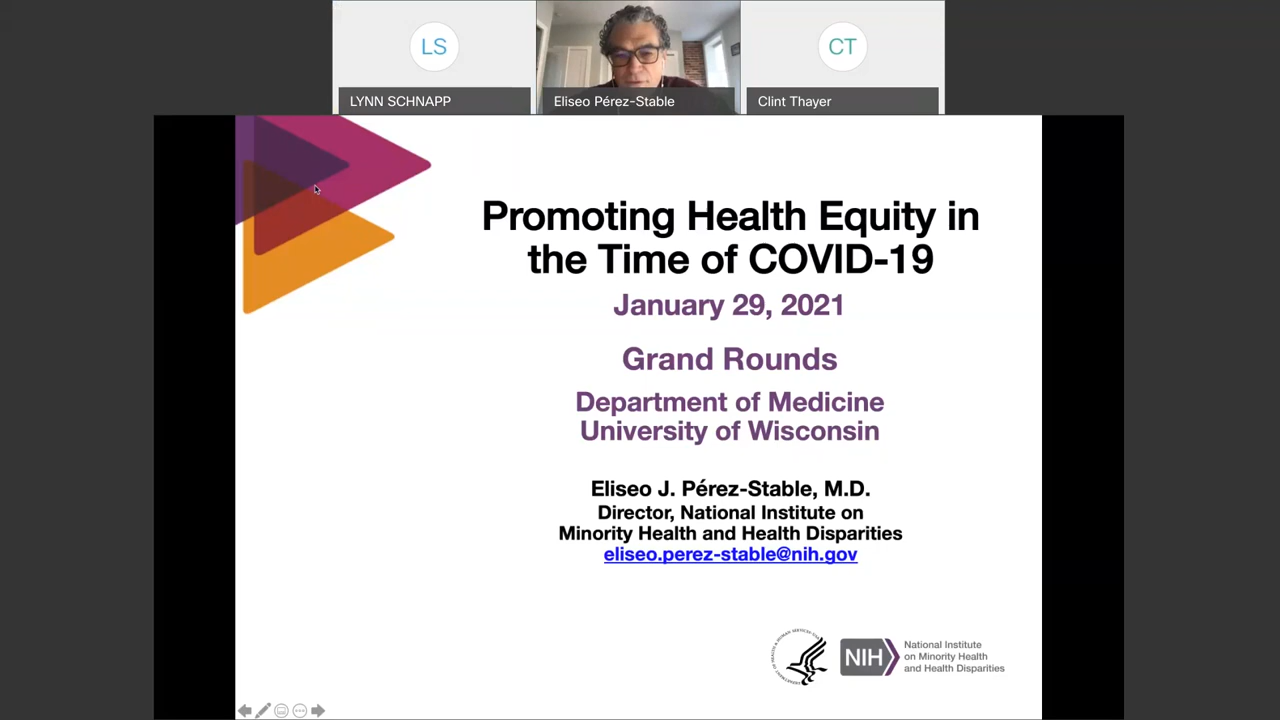 LS
CT
LYNN SCHNAPP
Eliseo Pérez-Stable
Clint Thayer
Promoting Health Equity in
the Time of COVID-19
January 29, 2021
Grand Rounds
Department of Medicine
University of Wisconsin
Eliseo J. Pérez-Stable, M.D.
Director, National Institute on
Minority Health and Health Disparities
eliseo.perez-stable@nih.gov
NIH
National Institute
on Minority Health
and Health Disparities